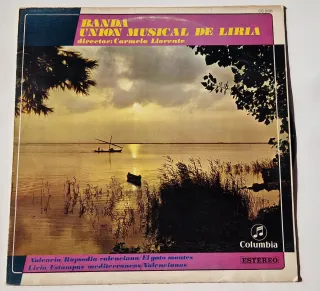 BANDA
UNION MUSICAL DE LIRIA
director: Carmelo Llorente
Columbia
Valencia/Rapsodia valenciana/El gato montes
Liria/Estampas mediterraneas/Valencianas
ESTEREO